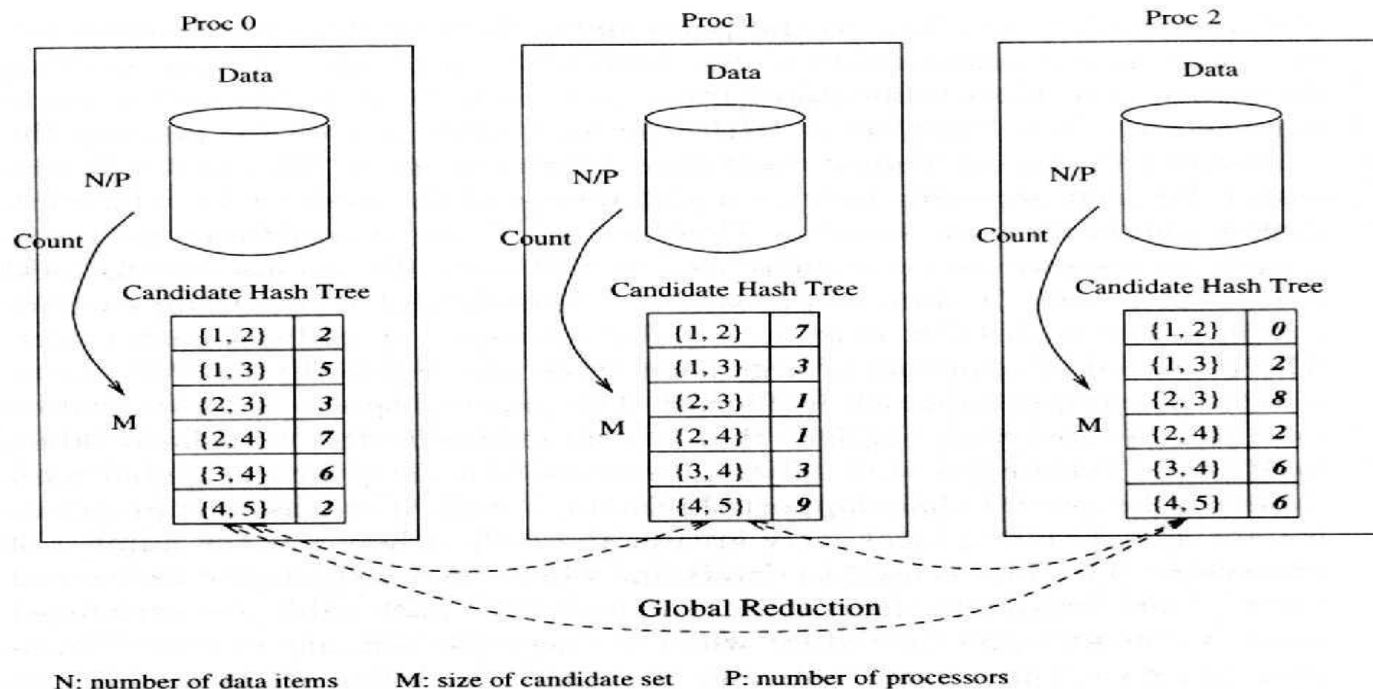 Proc 0
Data
N/P
Count
Candidate Hash Tree
{1, 2} 2
{1, 3} 5
{2, 3} 3
M
{2, 4} 7
{3, 4} 6
{4, 5} 2
Proc 1
Data
N/P
Count
Candidate Hash Tree
{1, 2} 7
{1, 3} 3
{2, 3} 1
M
{2, 4} 1
{3, 4} 3
{4, 5} 9
Proc 2
Data
N/P
Count
Candidate Hash Tree
{1, 2} 0
{1, 3} 2
{2, 3} 8
M
{2, 4} 2
{3, 4} 6
{4, 5} 6
Global Reduction
N: number of data items M: size of candidate set P: number of processors